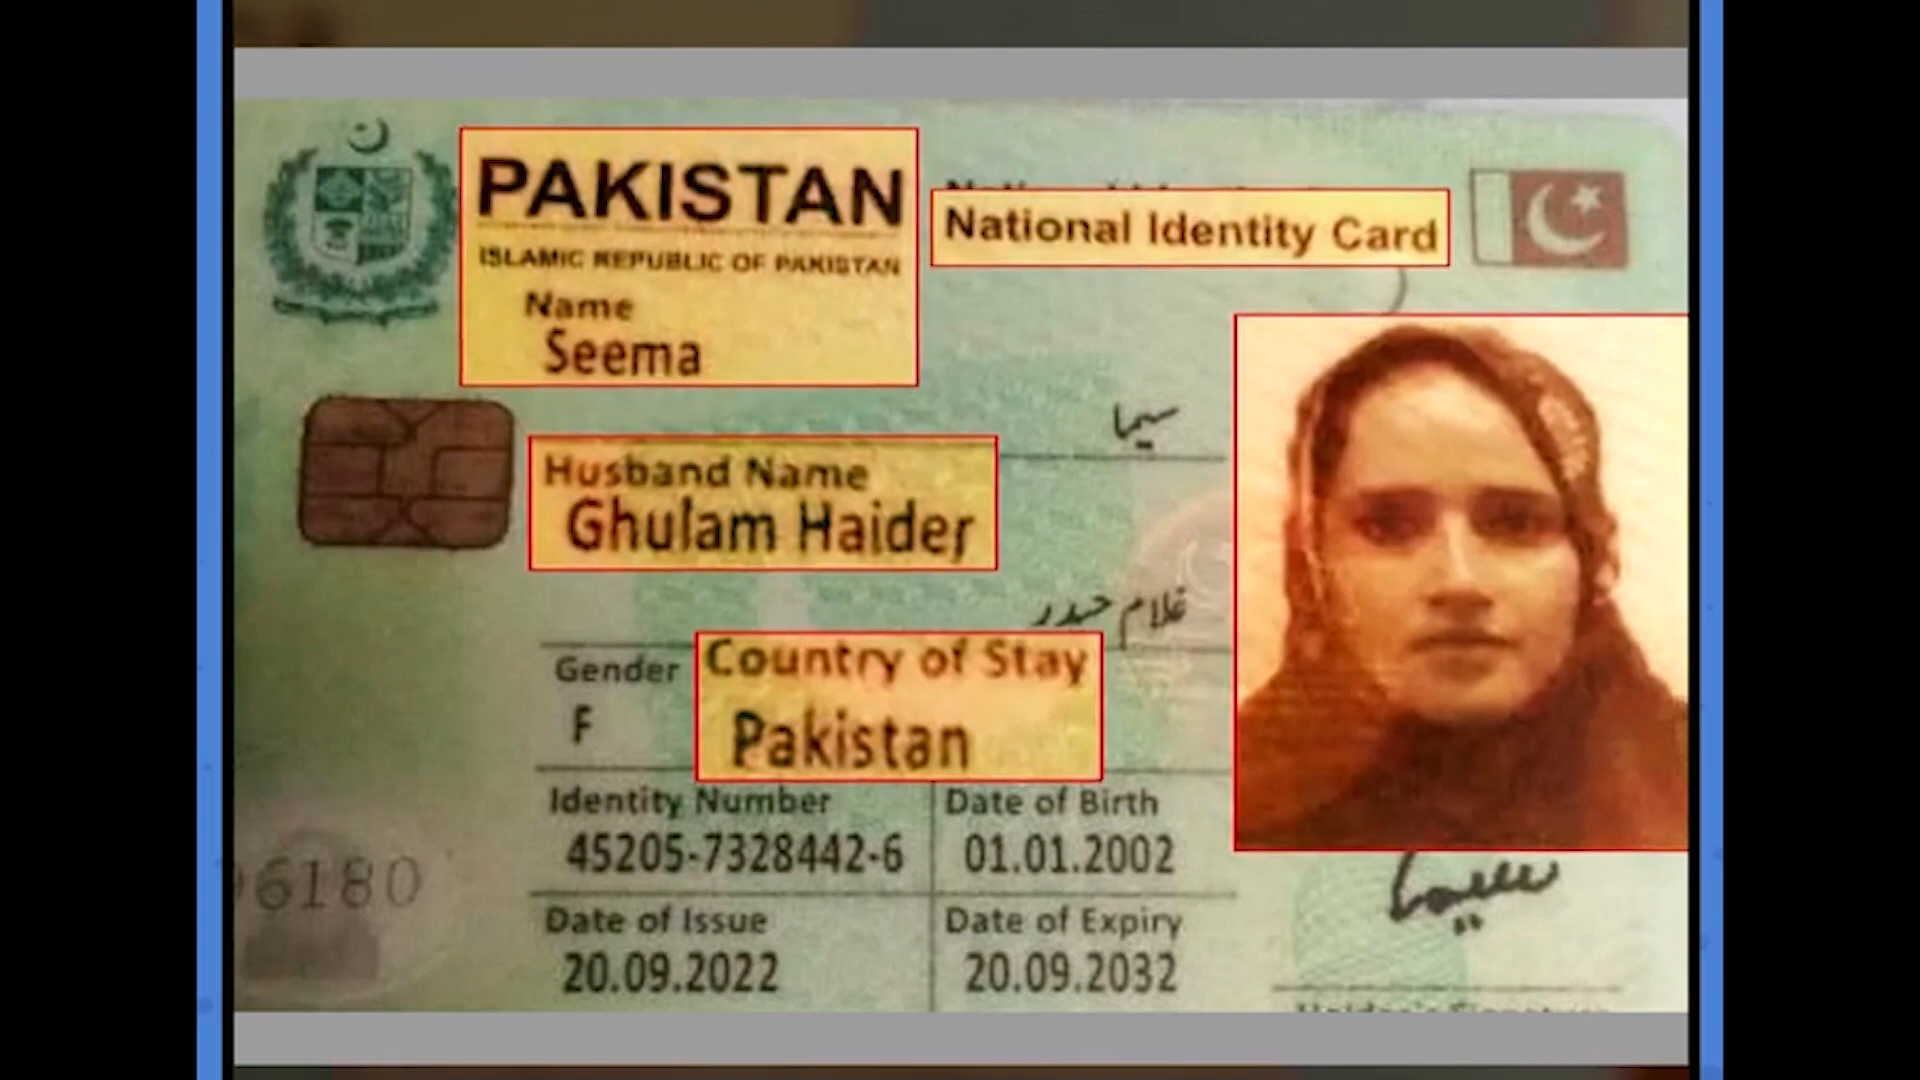 PAKISTAN
National Identity Card
ISLAMIC REPUBLIC OF PAKISTAN
Name
Seema
سیما
Husband Name
Ghulam Haider
غلام حیدر
Gender
Country of Stay
F
Pakistan
Identity Number
Date of Birth
45205-7328442-6
01.01.2002
6180
Date of Issue
Date of Expiry
20.09.2022
20.09.2032